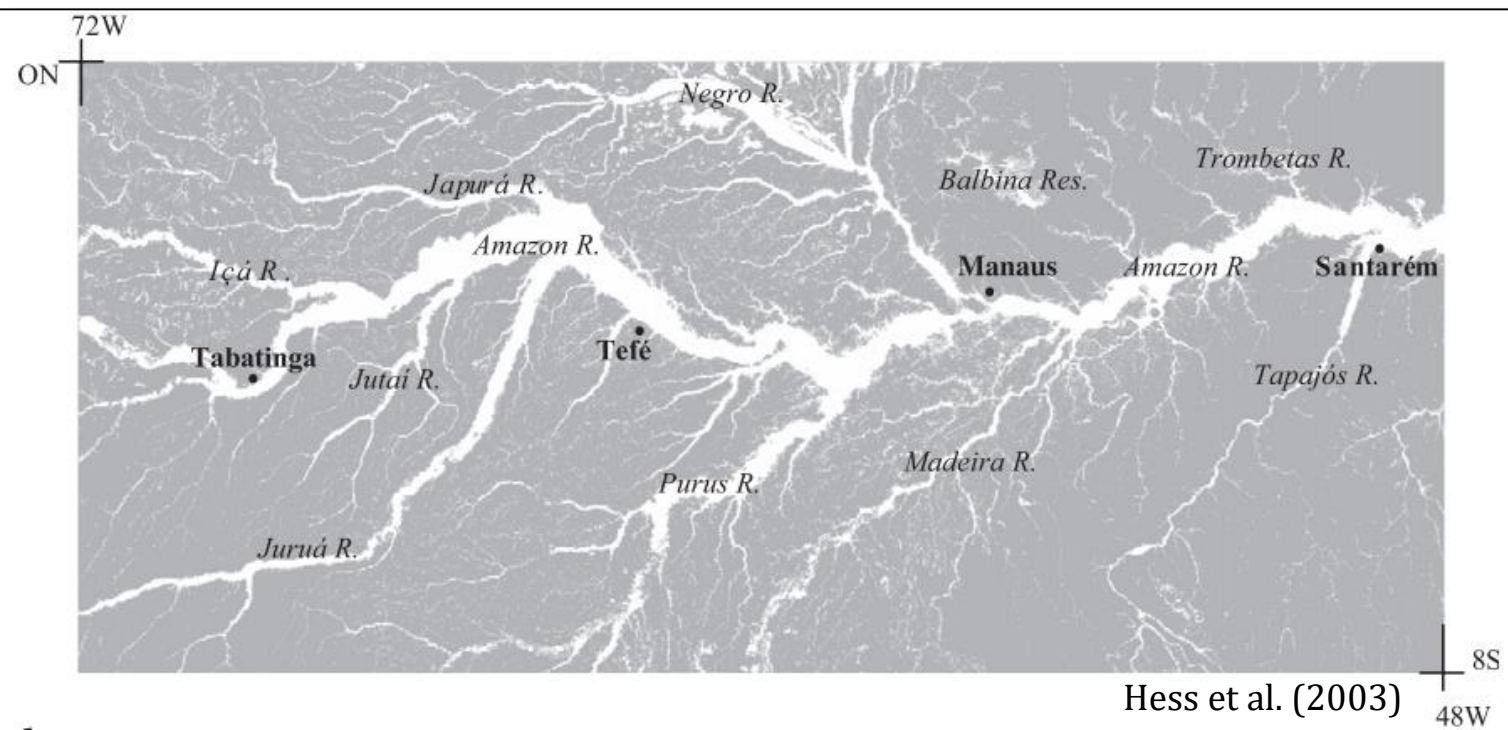 72W
ON
Negro R.
Trombetas R.
Japurá R.
Balbina Res.
Amazon R.
Içá R .
Manaus
Amazon R.
Santarém
Tabatinga
Tefé
Jutaí R.
Tapajós R.
Purus R.
Madeira R.
Juruá R.
8S
Hess et al. (2003)
48W